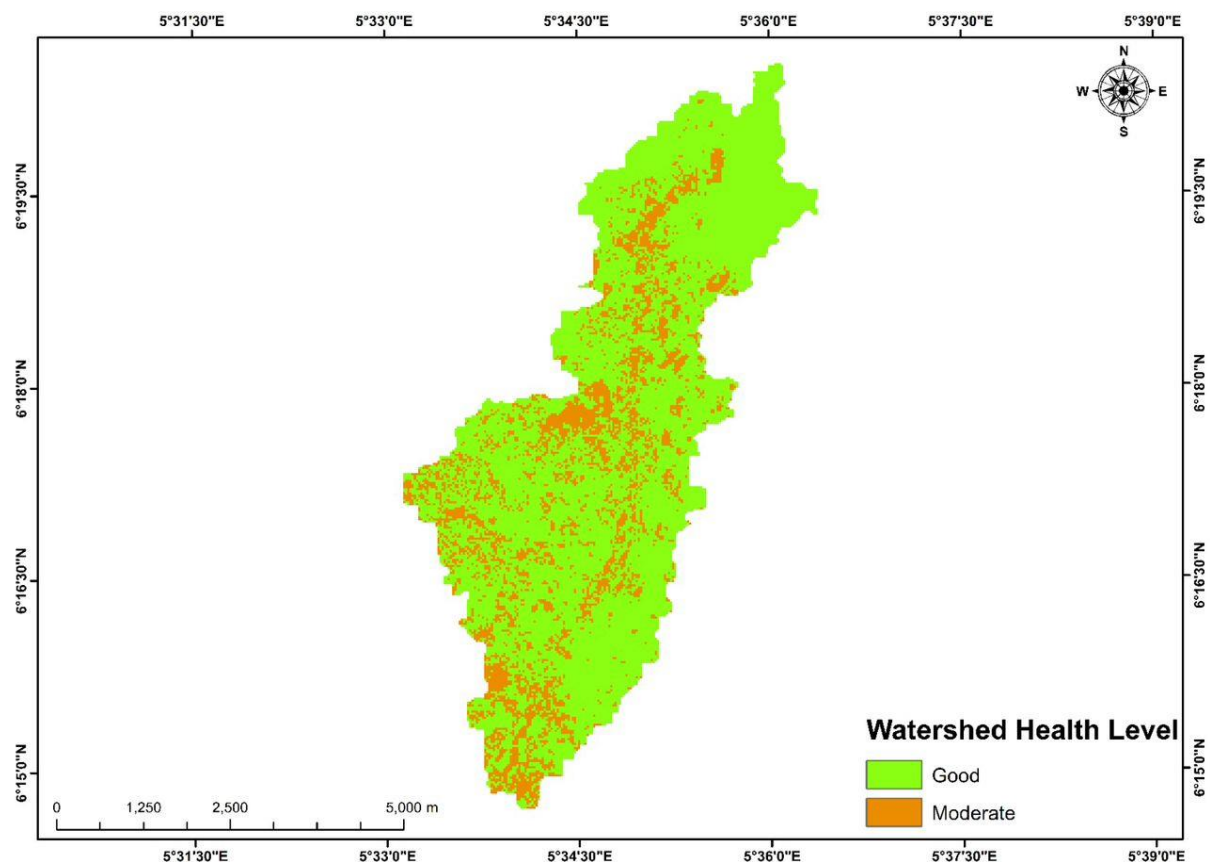 5°31'30"E 5°33'0"E 5°34'30"E 5°36'0"E 5°37'30"E 5°39'0"E
N
W E
S
6°19'30"N 6°19'30"N
6°18'0"N 6°18'0"N
6°16'30"N 6°16'30"N
6°15'0"N 6°15'0"N
Watershed Health Level
Good
Moderate
0 1,250 2,500 5,000 m
5°31'30"E 5°33'0"E 5°34'30"E 5°36'0"E 5°37'30"E 5°39'0"E